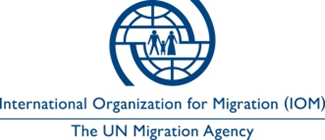 International Organization for Migration (IOM)
The UN Migration Agency